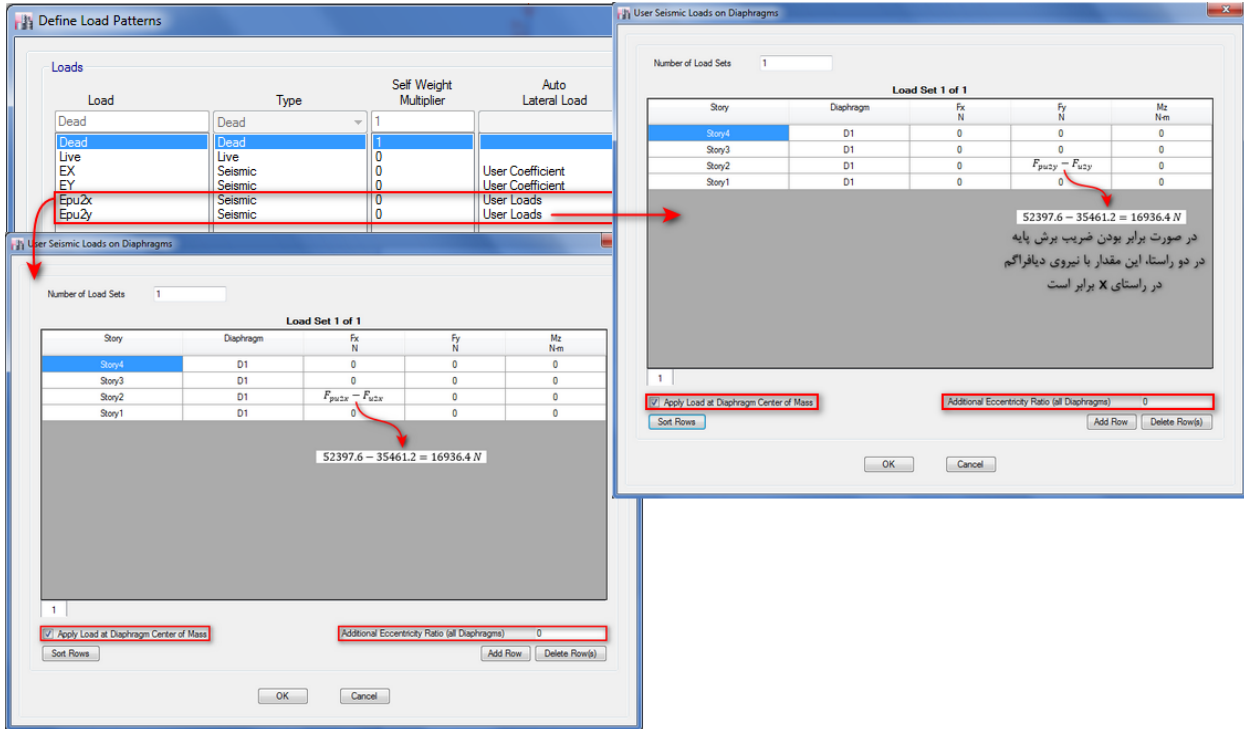 Define Load Patterns
Loads
Load Type Self Weight Multiplier Auto Lateral Load
Dead Dead 1
Dead Dead 1
Live Live 0
EX Seismic 0 User Coefficient
EY Seismic 0 User Coefficient
Epu2x Seismic 0 User Loads
Epu2y Seismic 0 User Loads
User Seismic Loads on Diaphragms
Number of Load Sets 1
Load Set 1 of 1
Story Diaphragm Fx N Fy N Mz N-m
Story4 D1 0 0 0
Story3 D1 0 0 0
Story2 D1 0 Fpu2y − Fu2y 0
Story1 D1 0 0 0
52397.6 − 35461.2 = 16936.4 N
در صورت برابر بودن ضریب برش پایه
در دو راستا، این مقدار با نیروی دیافراگم
در راستای x برابر است
1
Apply Load at Diaphragm Center of Mass Additional Eccentricity Ratio (all Diaphragms) 0
Sort Rows Add Row Delete Row(s)
OK Cancel
User Seismic Loads on Diaphragms
Number of Load Sets 1
Load Set 1 of 1
Story Diaphragm Fx N Fy N Mz N-m
Story4 D1 0 0 0
Story3 D1 0 0 0
Story2 D1 Fpu2x − Fu2x 0 0
Story1 D1 0 0 0
52397.6 − 35461.2 = 16936.4 N
1
Apply Load at Diaphragm Center of Mass Additional Eccentricity Ratio (all Diaphragms) 0
Sort Rows Add Row Delete Row(s)
OK Cancel